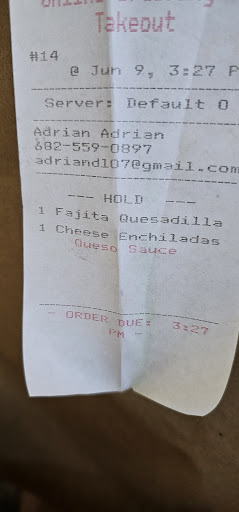 Takeout
#14
@ Jun 9, 3:27 P
Server: Default O
Adrian Adrian
682-559-0897
adriand107@gmail.com
--- HOLD ---
1 Fajita Quesadilla
1 Cheese Enchiladas
Queso Sauce
- ORDER DUE: 3:27
PM -